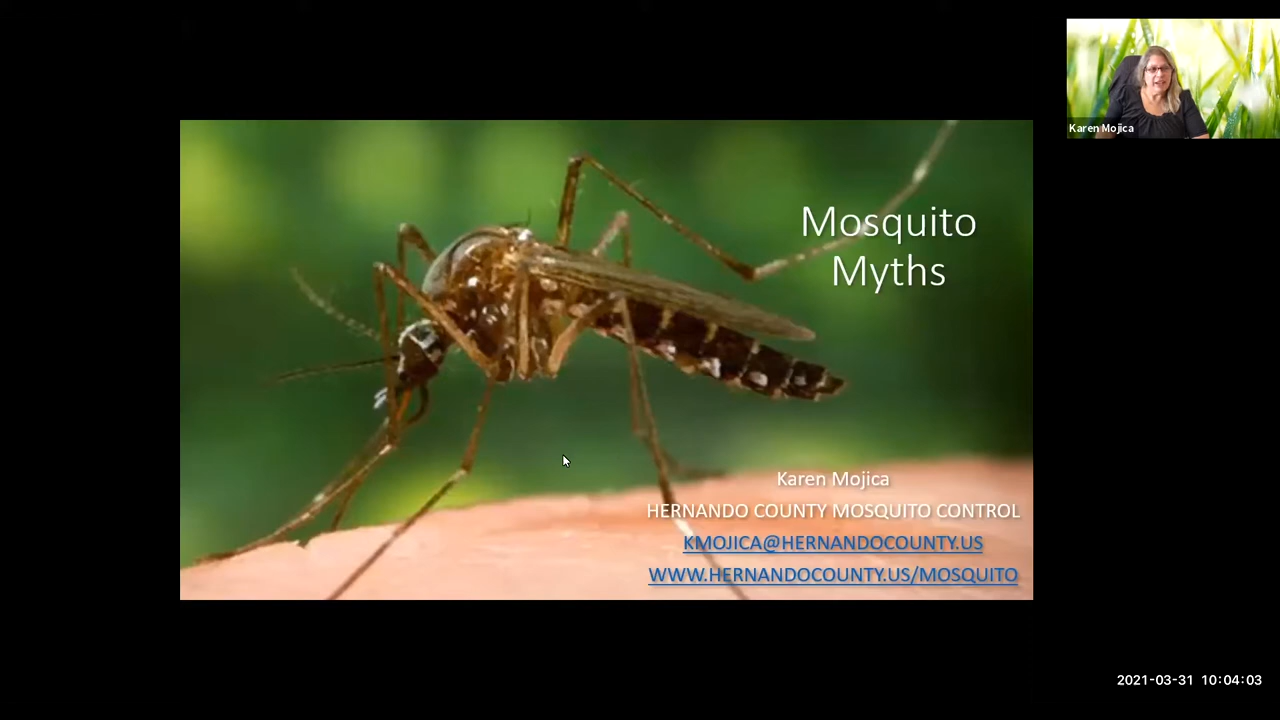 Karen Mojica
Mosquito
Myths
Karen Mojica
HERNANDO COUNTY MOSQUITO CONTROL
KMOJICA@HERNANDOCOUNTY.US
WWW.HERNANDOCOUNTY.US/MOSQUITO
2021-03-31 10:04:03